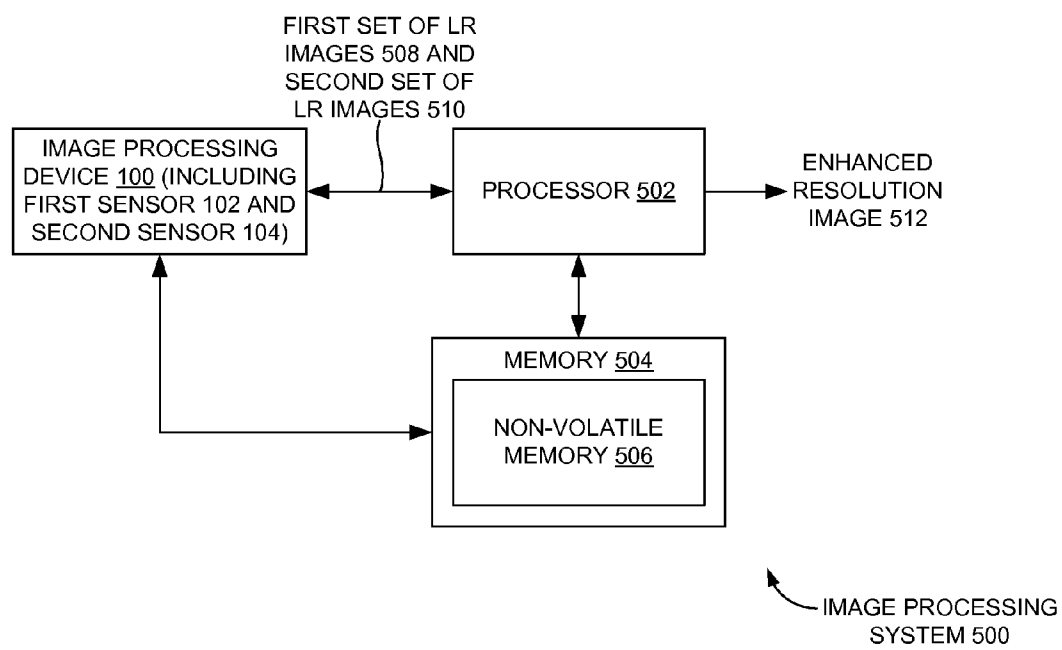 FIRST SET OF LR
IMAGES 508 AND
SECOND SET OF
LR IMAGES 510
IMAGE PROCESSING
DEVICE 100 (INCLUDING
FIRST SENSOR 102 AND
SECOND SENSOR 104)
PROCESSOR 502
ENHANCED
RESOLUTION
IMAGE 512
MEMORY 504
NON-VOLATILE
MEMORY 506
IMAGE PROCESSING
SYSTEM 500